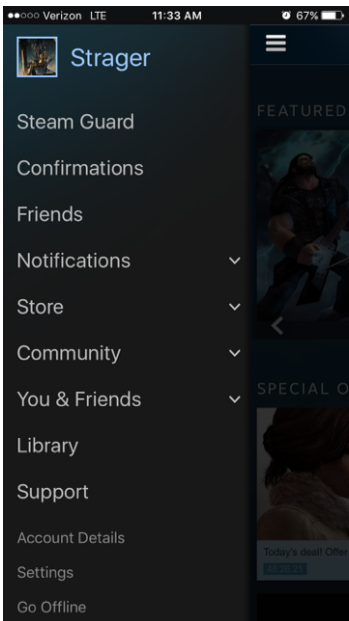 Verizon LTE 11:33 AM 67%
Strager
Steam Guard
Confirmations
Friends
Notifications
Store
Community
You & Friends
Library
Support
Account Details
Settings
Go Offline
FEATURED
SPECIAL O
Today's deal! Offer